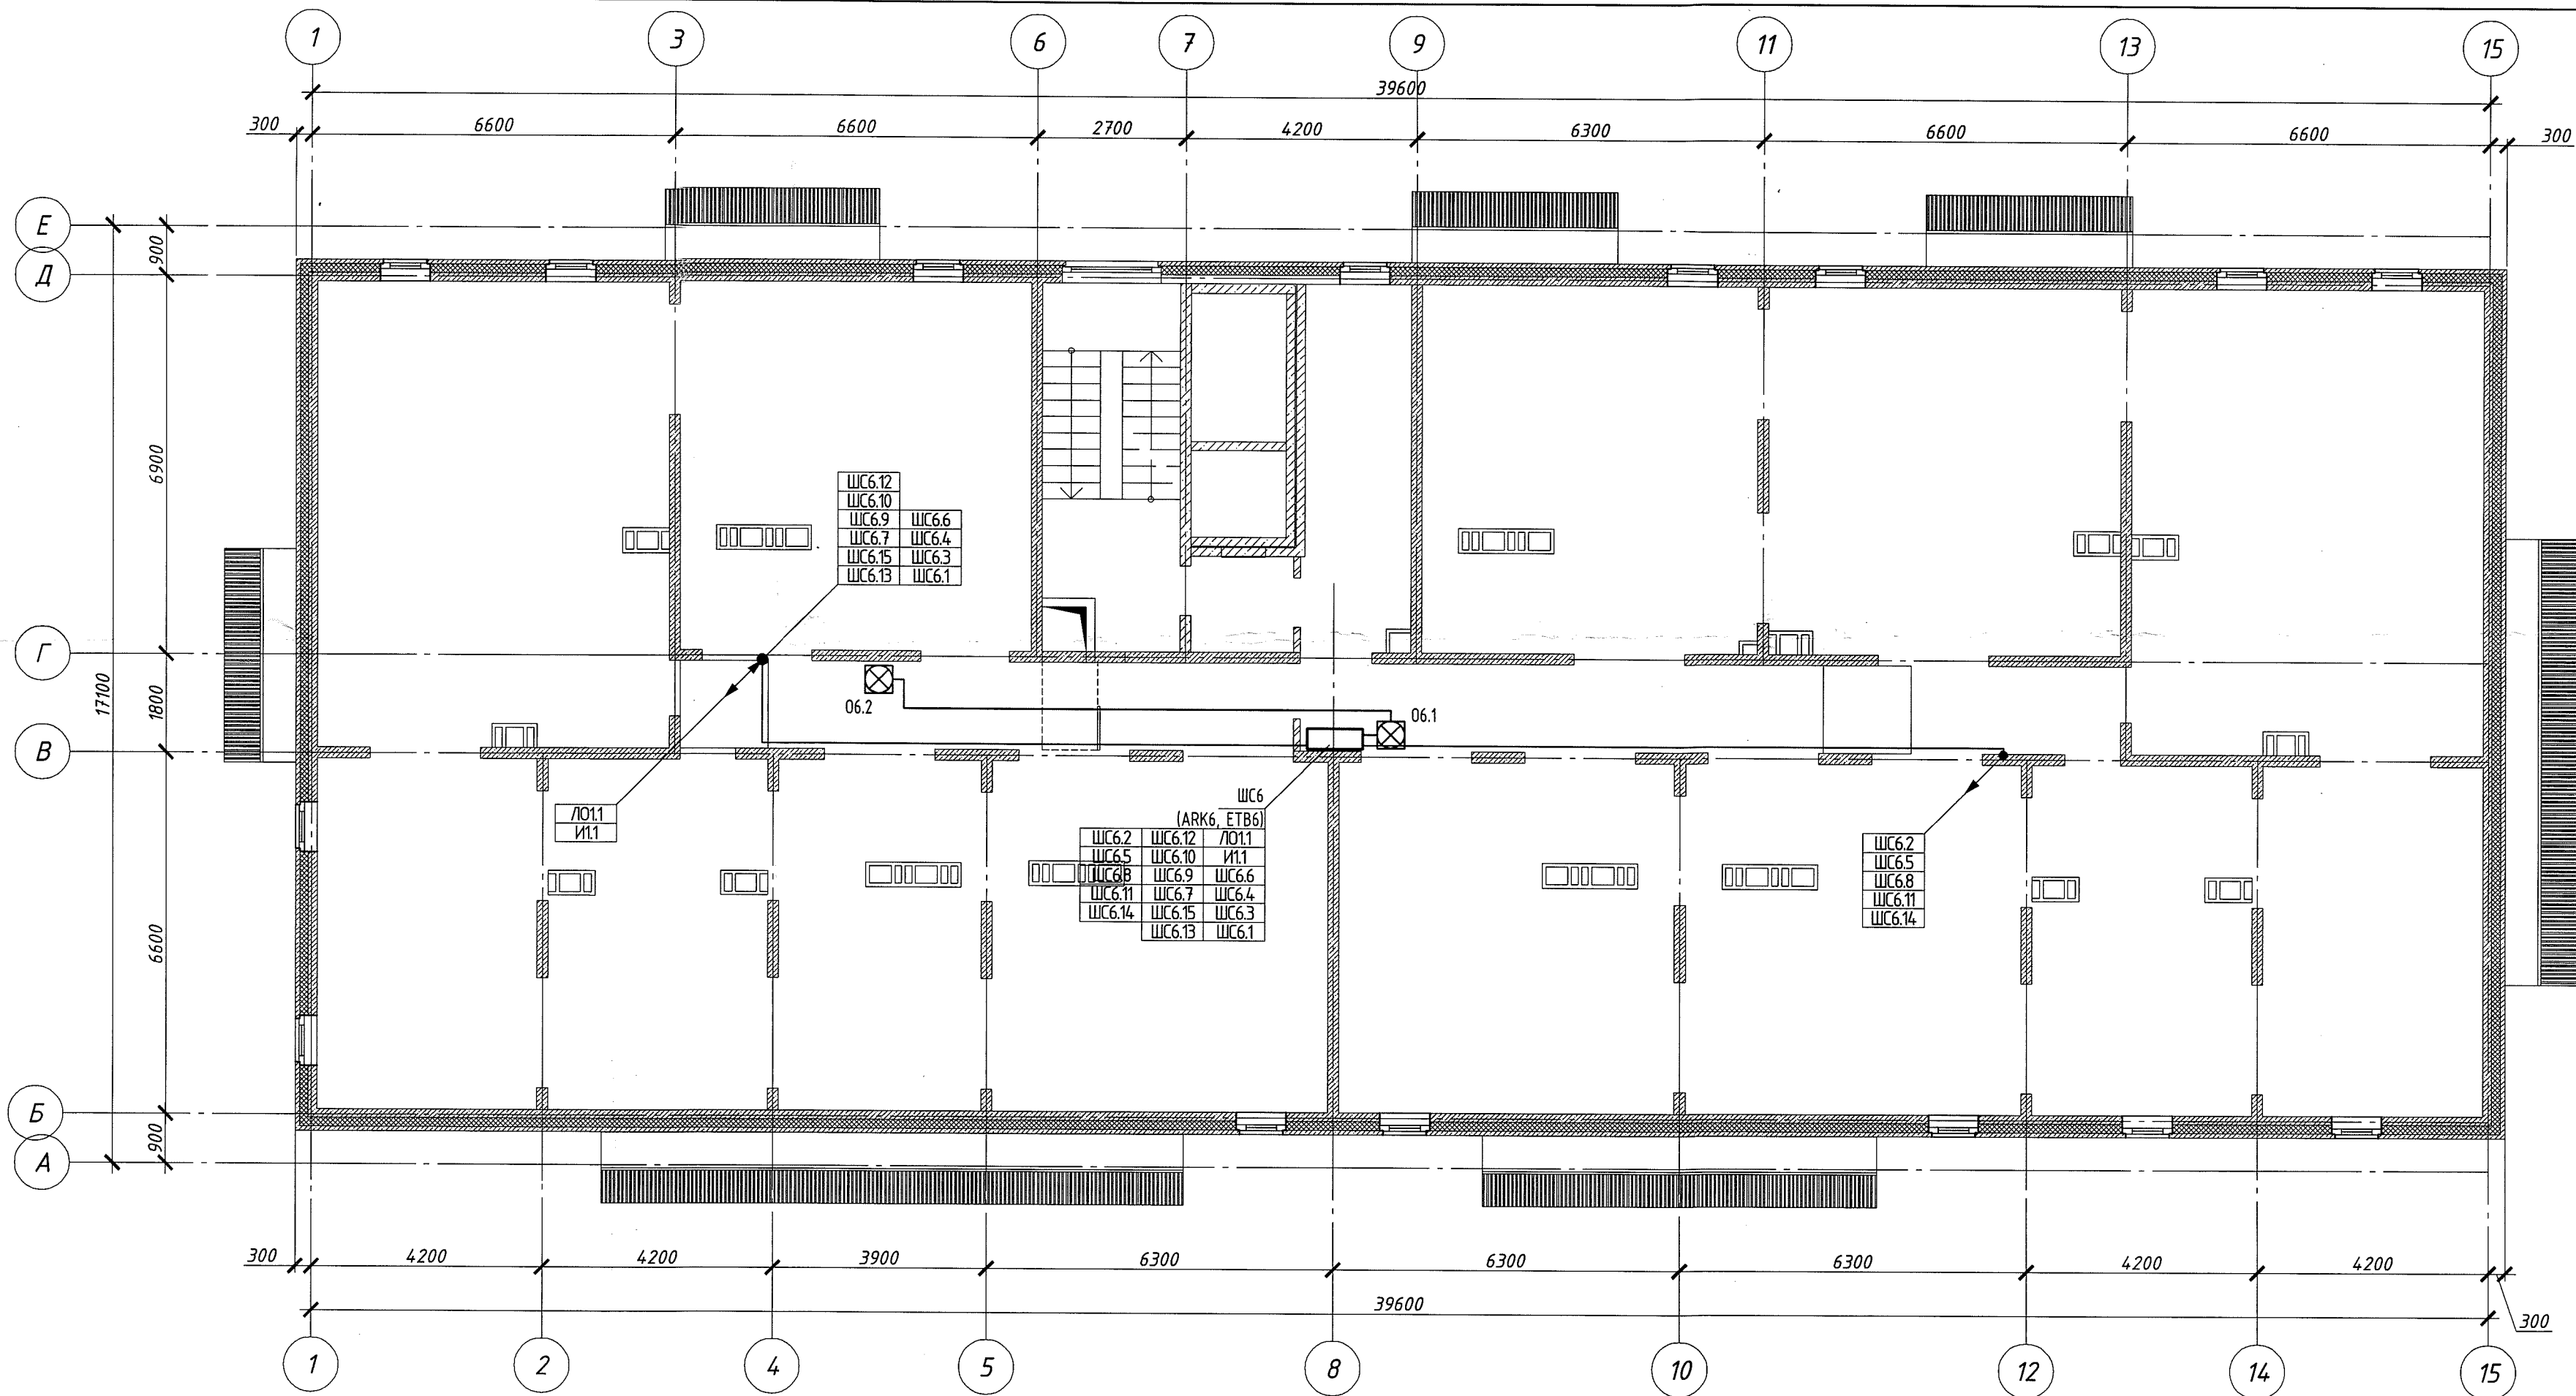 1 3 6 7 9 11 13 15
39600
300 6600 6600 2700 4200 6300 6600 6600 300
Е
900
Д
6900
ШС6.12
ШС6.10
ШС6.9 ШС6.6
ШС6.7 ШС6.4
ШС6.15 ШС6.3
ШС6.13 ШС6.1
Г
17100
1800
О6.2
О6.1
В
ЛО1.1
И1.1
ШС6
(ARK6, ETB6)
ШС6.2 ШС6.12 ЛО1.1
ШС6.5 ШС6.10 И1.1
ШС6.8 ШС6.9 ШС6.6
ШС6.11 ШС6.7 ШС6.4
ШС6.14 ШС6.15 ШС6.3
ШС6.13 ШС6.1
ШС6.2
ШС6.5
ШС6.8
ШС6.11
ШС6.14
6600
Б
900
А
300 4200 4200 3900 6300 6300 6300 4200 4200
39600
300
1 2 4 5 8 10 12 14 15